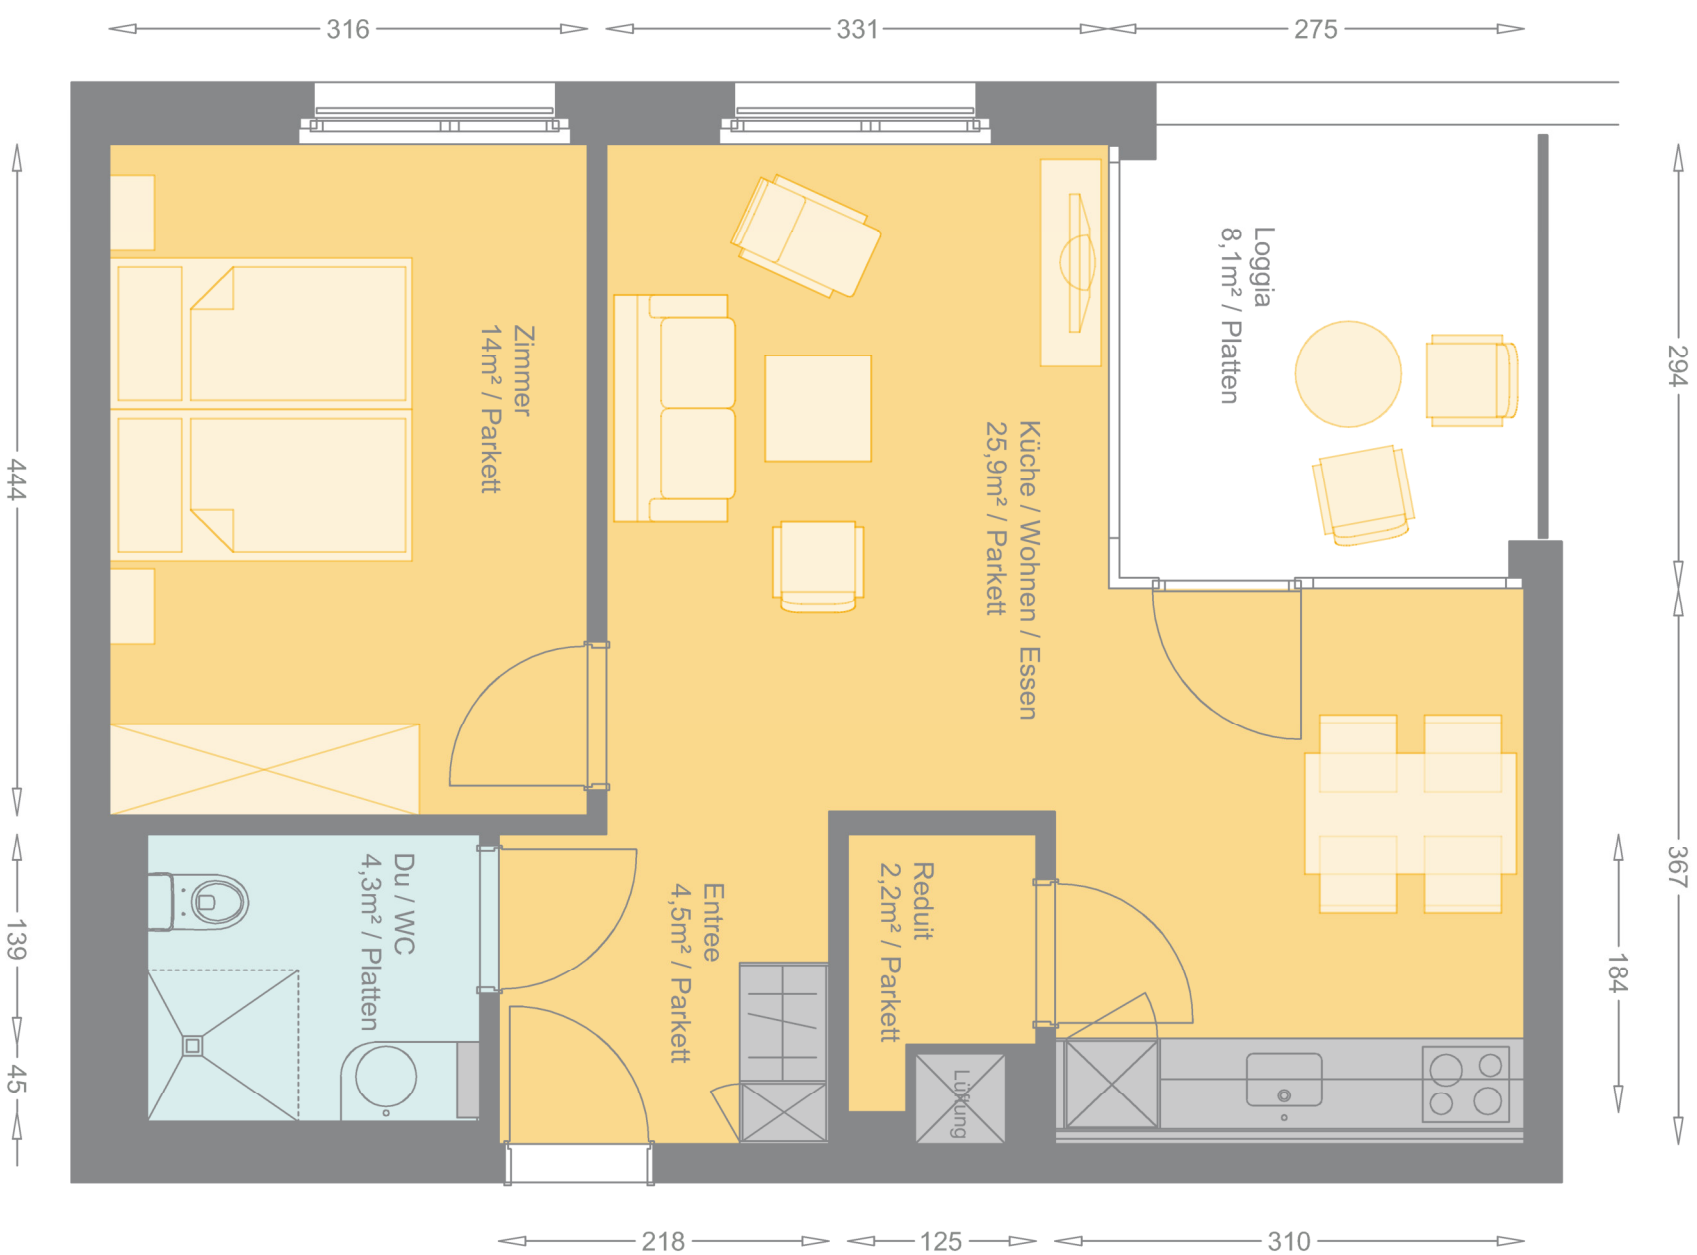 316
331
275
444
139
45
294
367
184
Zimmer
14m² / Parkett
Küche / Wohnen / Essen
25,9m² / Parkett
Loggia
8,1m² / Platten
Du / WC
4,3m² / Platten
Entree
4,5m² / Parkett
Reduit
2,2m² / Parkett
Lüftung
218
125
310